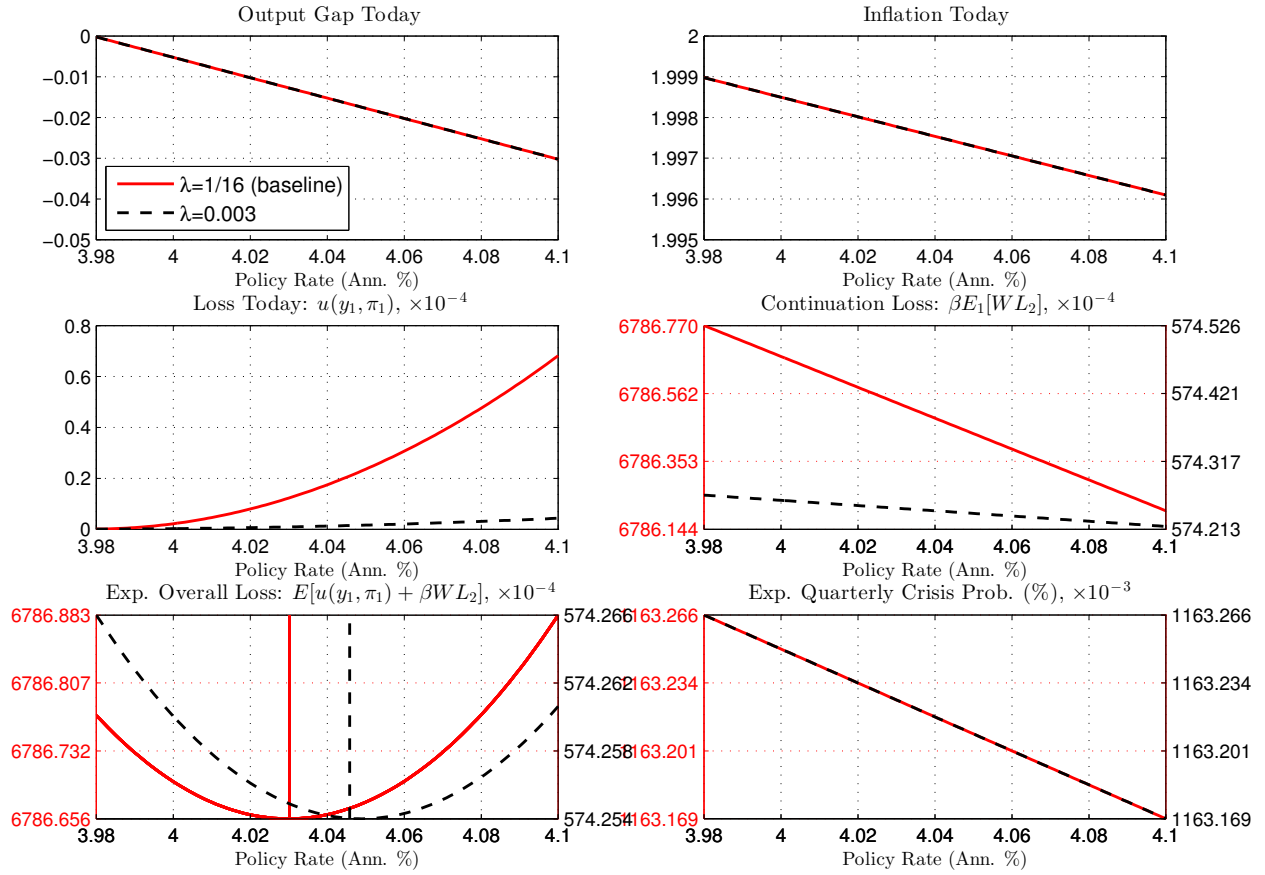 Output Gap Today
0
−0.01
−0.02
−0.03
−0.04
−0.05
λ=1/16 (baseline)
λ=0.003
3.98 4 4.02 4.04 4.06 4.08 4.1
Policy Rate (Ann. %)
Inflation Today
2
1.999
1.998
1.997
1.996
1.995
3.98 4 4.02 4.04 4.06 4.08 4.1
Policy Rate (Ann. %)
Loss Today: u(y₁, π₁), ×10⁻⁴
0.8
0.6
0.4
0.2
0
3.98 4 4.02 4.04 4.06 4.08 4.1
Policy Rate (Ann. %)
Continuation Loss: βE₁[WL₂], ×10⁻⁴
6786.770 574.526
6786.562 574.421
6786.353 574.317
6786.144 574.213
3.98 4 4.02 4.04 4.06 4.08 4.1
Policy Rate (Ann. %)
Exp. Overall Loss: E[u(y₁, π₁) + βWL₂], ×10⁻⁴
6786.883 574.266
6786.807 574.262
6786.732 574.258
6786.656 574.254
3.98 4 4.02 4.04 4.06 4.08 4.1
Policy Rate (Ann. %)
Exp. Quarterly Crisis Prob. (%), ×10⁻³
1163.266 1163.266
1163.234 1163.234
1163.201 1163.201
1163.169 1163.169
3.98 4 4.02 4.04 4.06 4.08 4.1
Policy Rate (Ann. %)